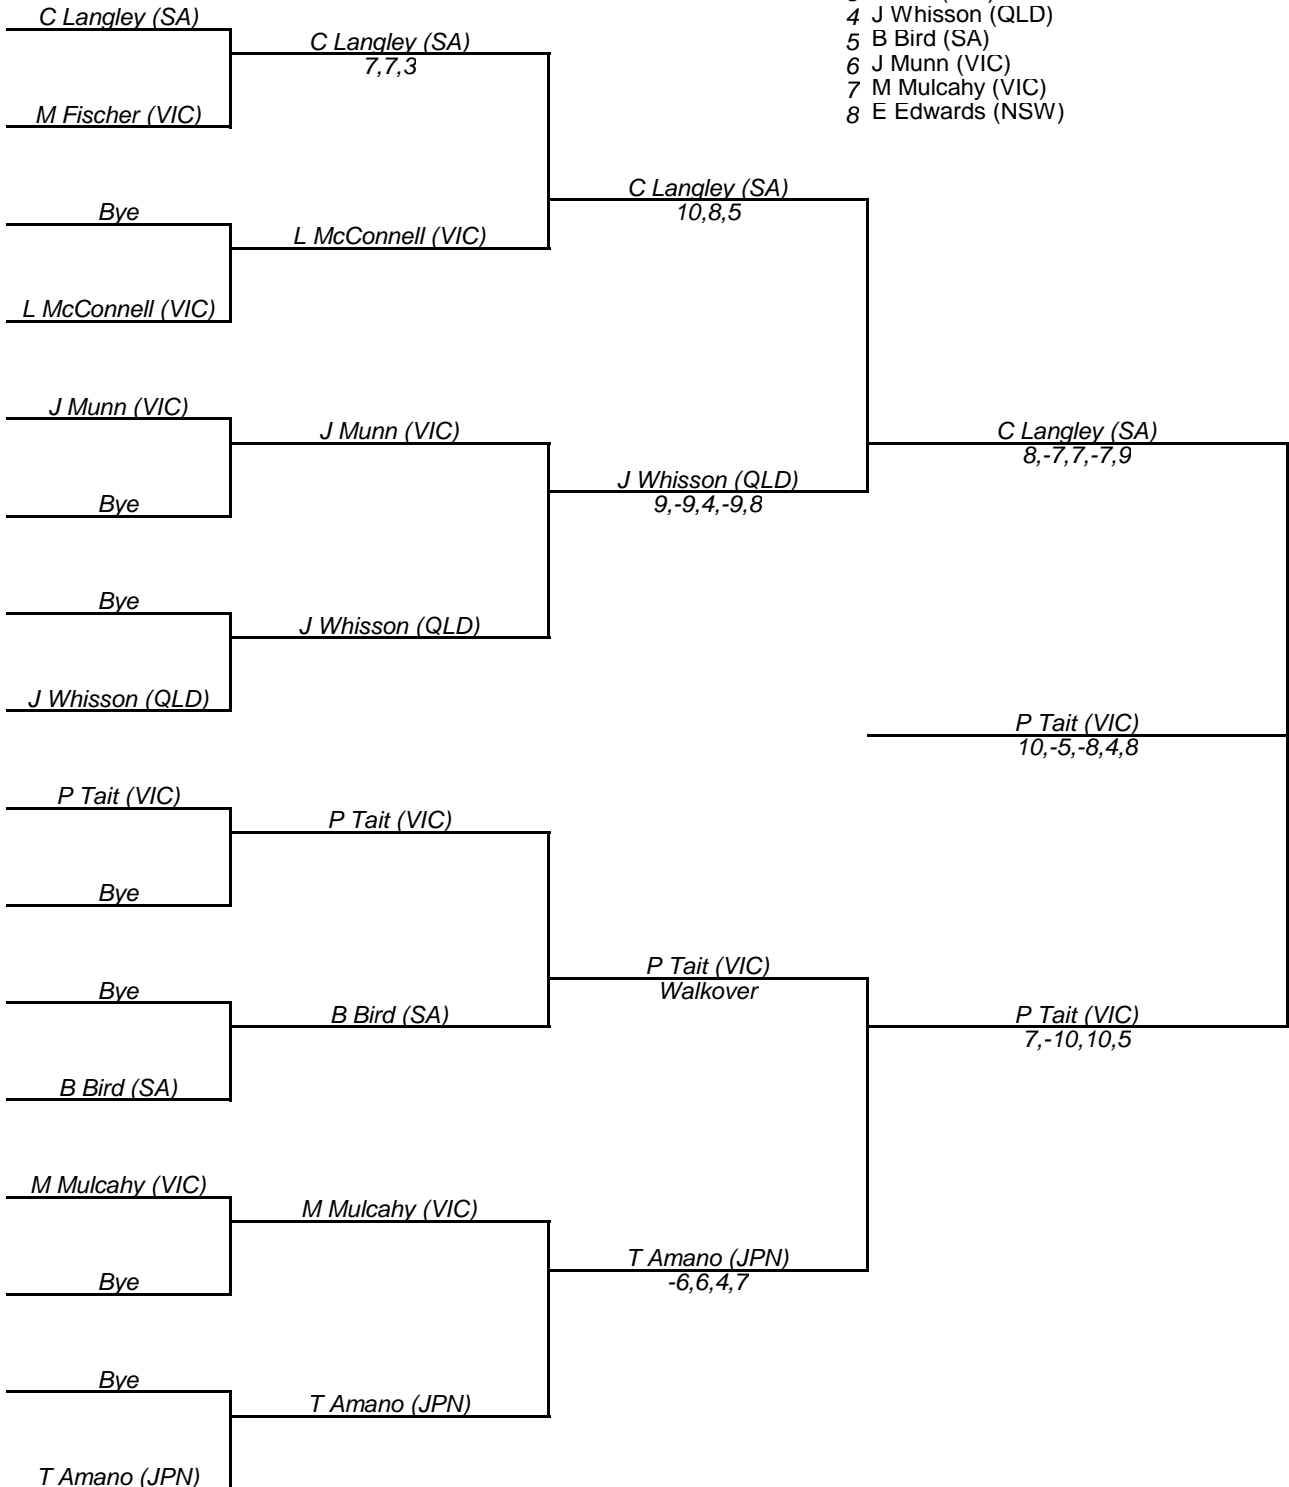 4 J Whisson (QLD)
5 B Bird (SA)
6 J Munn (VIC)
7 M Mulcahy (VIC)
8 E Edwards (NSW)
C Langley (SA)
C Langley (SA)
7,7,3
M Fischer (VIC)
C Langley (SA)
10,8,5
Bye
L McConnell (VIC)
L McConnell (VIC)
J Munn (VIC)
J Munn (VIC)
C Langley (SA)
8,-7,7,-7,9
J Whisson (QLD)
9,-9,4,-9,8
Bye
Bye
J Whisson (QLD)
J Whisson (QLD)
P Tait (VIC)
10,-5,-8,4,8
P Tait (VIC)
P Tait (VIC)
Bye
P Tait (VIC)
Walkover
Bye
B Bird (SA)
P Tait (VIC)
7,-10,10,5
B Bird (SA)
M Mulcahy (VIC)
M Mulcahy (VIC)
T Amano (JPN)
-6,6,4,7
Bye
Bye
T Amano (JPN)
T Amano (JPN)